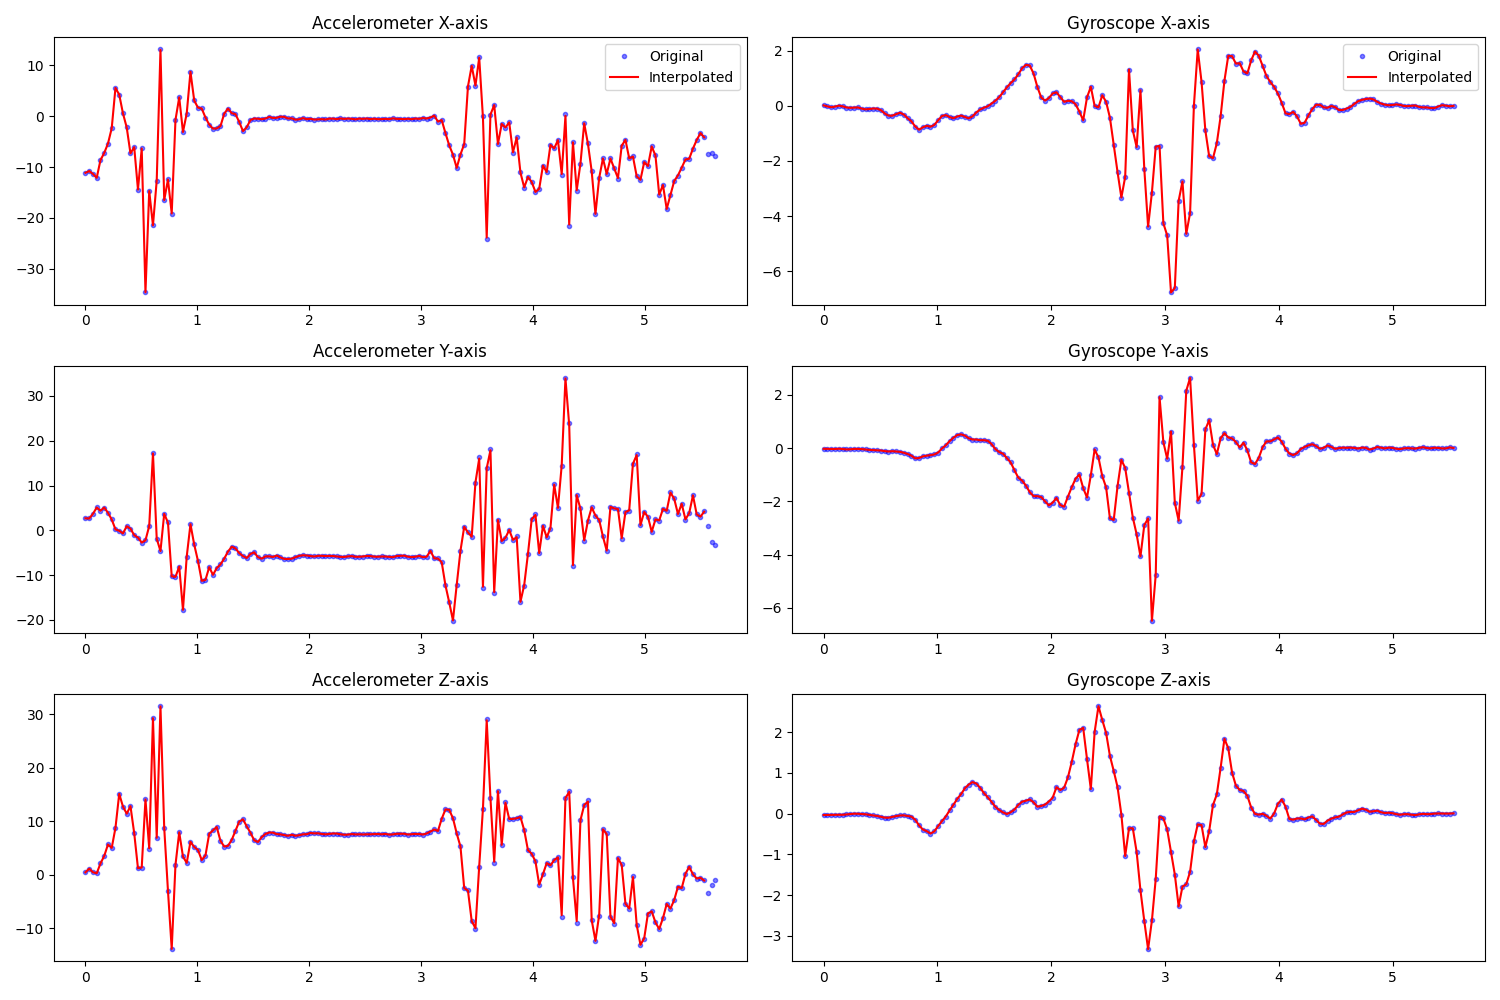 Accelerometer X-axis
Original
Interpolated
10
0
−10
−20
−30
0 1 2 3 4 5
Gyroscope X-axis
Original
Interpolated
2
0
−2
−4
−6
0 1 2 3 4 5
Accelerometer Y-axis
30
20
10
0
−10
−20
0 1 2 3 4 5
Gyroscope Y-axis
2
0
−2
−4
−6
0 1 2 3 4 5
Accelerometer Z-axis
30
20
10
0
−10
0 1 2 3 4 5
Gyroscope Z-axis
2
1
0
−1
−2
−3
0 1 2 3 4 5